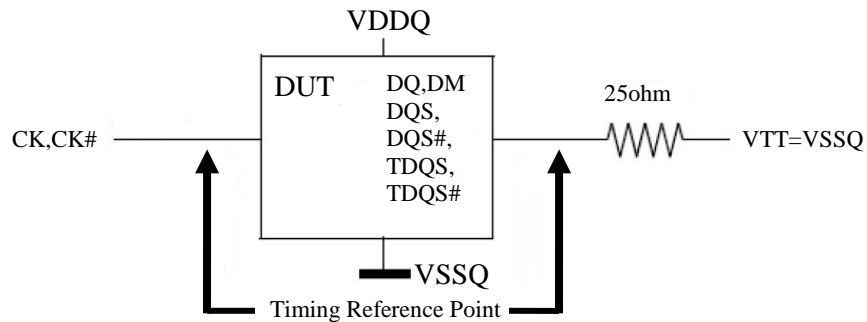 VDDQ
DUT
DQ,DM
DQS,
DQS#,
TDQS,
TDQS#
25ohm
CK,CK#
VTT=VSSQ
VSSQ
Timing Reference Point